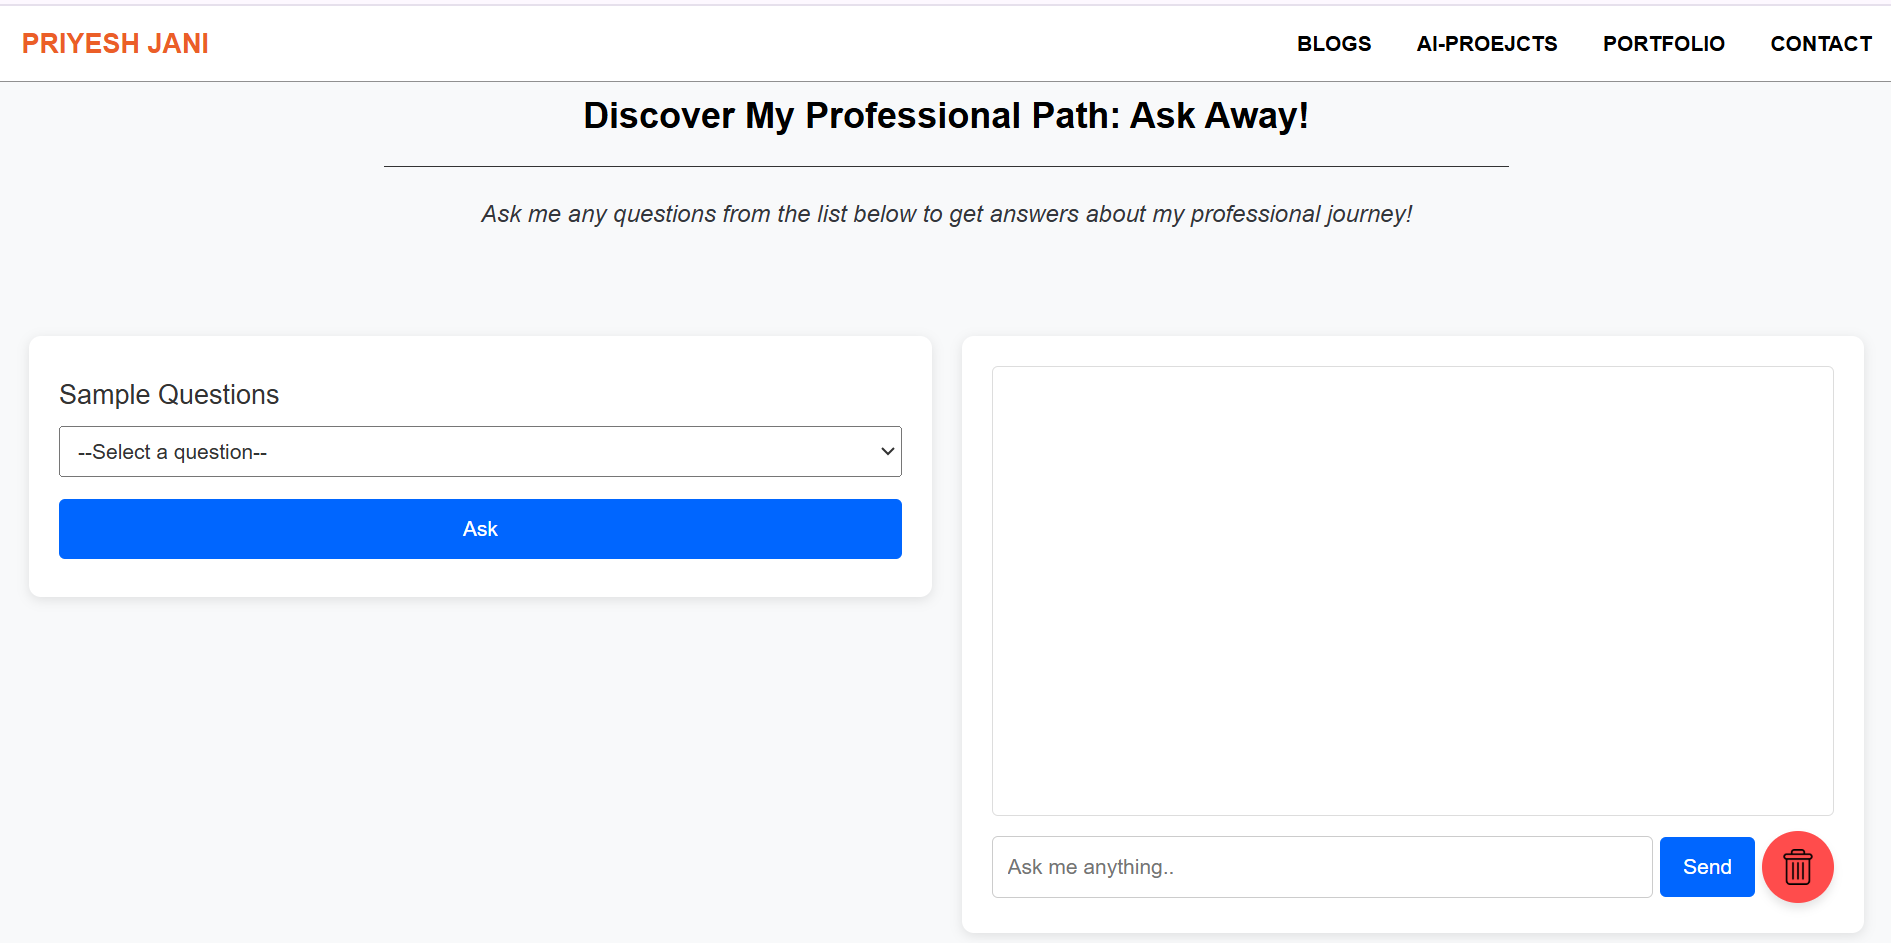 PRIYESH JANI
BLOGS
AI-PROEJCTS
PORTFOLIO
CONTACT
Discover My Professional Path: Ask Away!
Ask me any questions from the list below to get answers about my professional journey!
Sample Questions
--Select a question--
Ask
Ask me anything..
Send